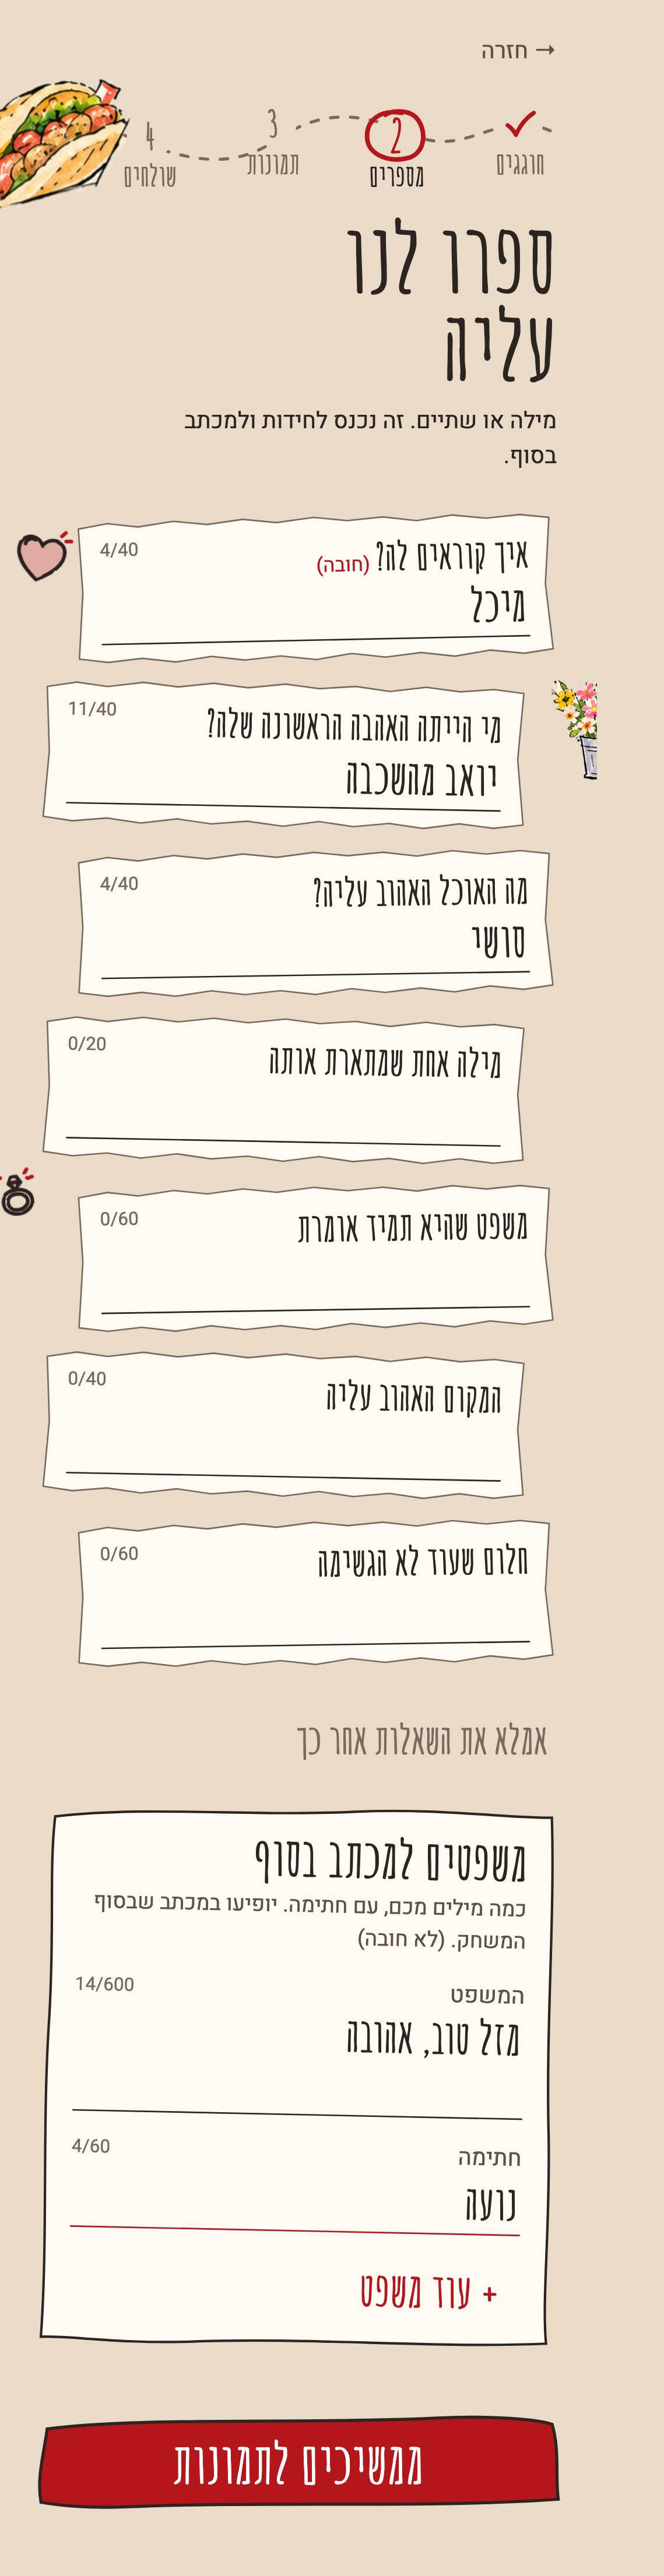 → חזרה
חוגגים
2
מספרים
3
תמונות
4
שולחים
ספרו לנו
עליה
מילה או שתיים. זה נכנס לחידות ולמכתב
בסוף.
איך קוראים לה? (חובה)
4/40
מיכל
מי הייתה האהבה הראשונה שלה?
11/40
יואב מהשכבה
מה האוכל האהוב עליה?
4/40
סושי
מילה אחת שמתארת אותה
0/20
משפט שהיא תמיד אומרת
0/60
המקום האהוב עליה
0/40
חלום שעוד לא הגשימה
0/60
אמלא את השאלות אחר כך
משפטים למכתב בסוף
כמה מילים מכם, עם חתימה. יופיעו במכתב שבסוף
המשחק. (לא חובה)
המשפט
14/600
מזל טוב, אהובה
חתימה
4/60
נועה
+ עוד משפט
ממשיכים לתמונות